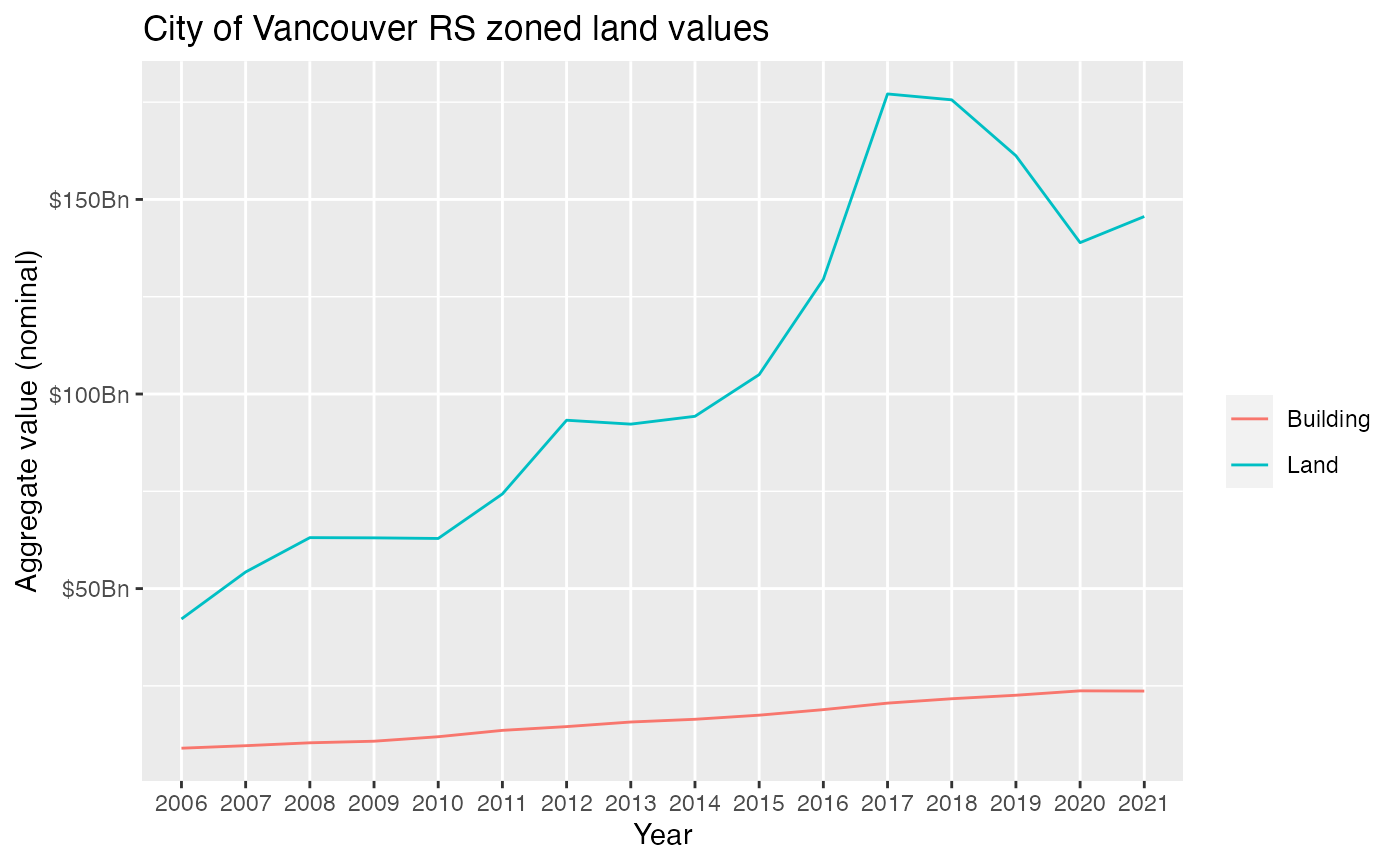 City of Vancouver RS zoned land values
Aggregate value (nominal)
$150Bn
$100Bn
$50Bn
2006 2007 2008 2009 2010 2011 2012 2013 2014 2015 2016 2017 2018 2019 2020 2021
Year
Building
Land